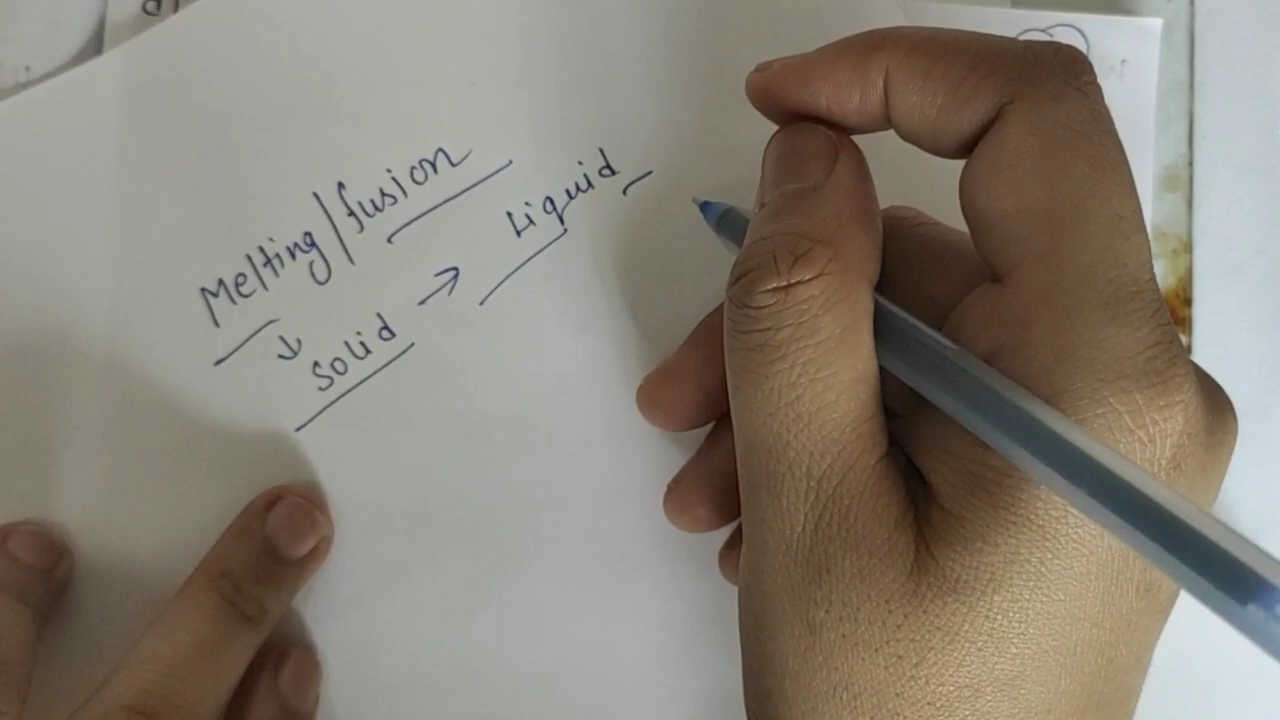 Melting/fusion
↓
solid → Liquid